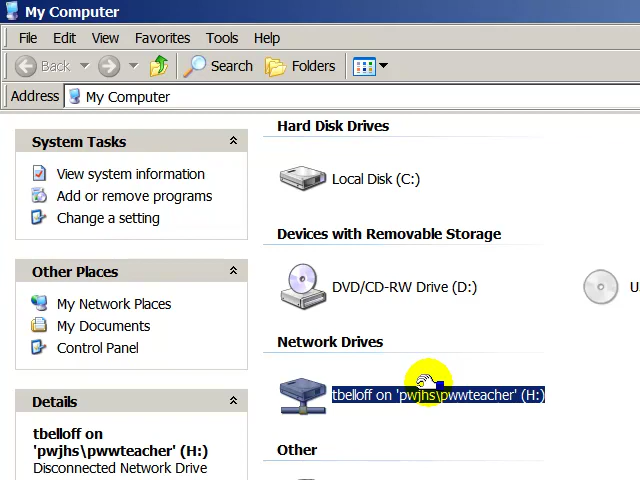 My Computer
File Edit View Favorites Tools Help
Back Search Folders
Address My Computer
System Tasks
View system information
Add or remove programs
Change a setting
Other Places
My Network Places
My Documents
Control Panel
Details
tbelloff on
'pwjhs\pwwteacher' (H:)
Disconnected Network Drive
Hard Disk Drives
Local Disk (C:)
Devices with Removable Storage
DVD/CD-RW Drive (D:)
U
Network Drives
tbelloff on 'pwjhs\pwwteacher' (H:)
Other